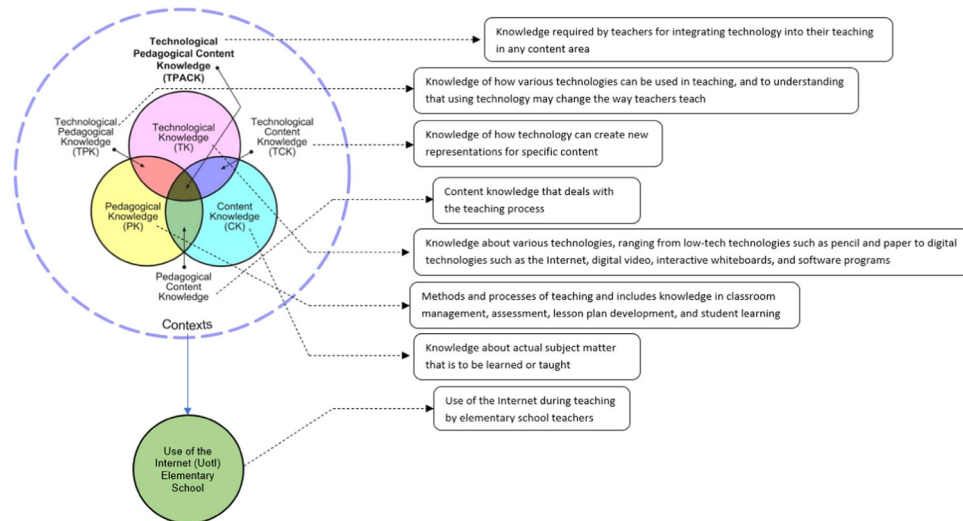 Technological
Pedagogical Content
Knowledge
(TPACK)
Technological
Pedagogical
Knowledge
(TPK)
Technological
Knowledge
(TK)
Technological
Content
Knowledge
(TCK)
Pedagogical
Knowledge
(PK)
Content
Knowledge
(CK)
Pedagogical
Content
Knowledge
Contexts
Use of the
Internet (UotI)
Elementary
School
Knowledge required by teachers for integrating technology into their teaching
in any content area
Knowledge of how various technologies can be used in teaching, and to understanding
that using technology may change the way teachers teach
Knowledge of how technology can create new
representations for specific content
Content knowledge that deals with
the teaching process
Knowledge about various technologies, ranging from low-tech technologies such as pencil and paper to digital
technologies such as the Internet, digital video, interactive whiteboards, and software programs
Methods and processes of teaching and includes knowledge in classroom
management, assessment, lesson plan development, and student learning
Knowledge about actual subject matter
that is to be learned or taught
Use of the Internet during teaching
by elementary school teachers